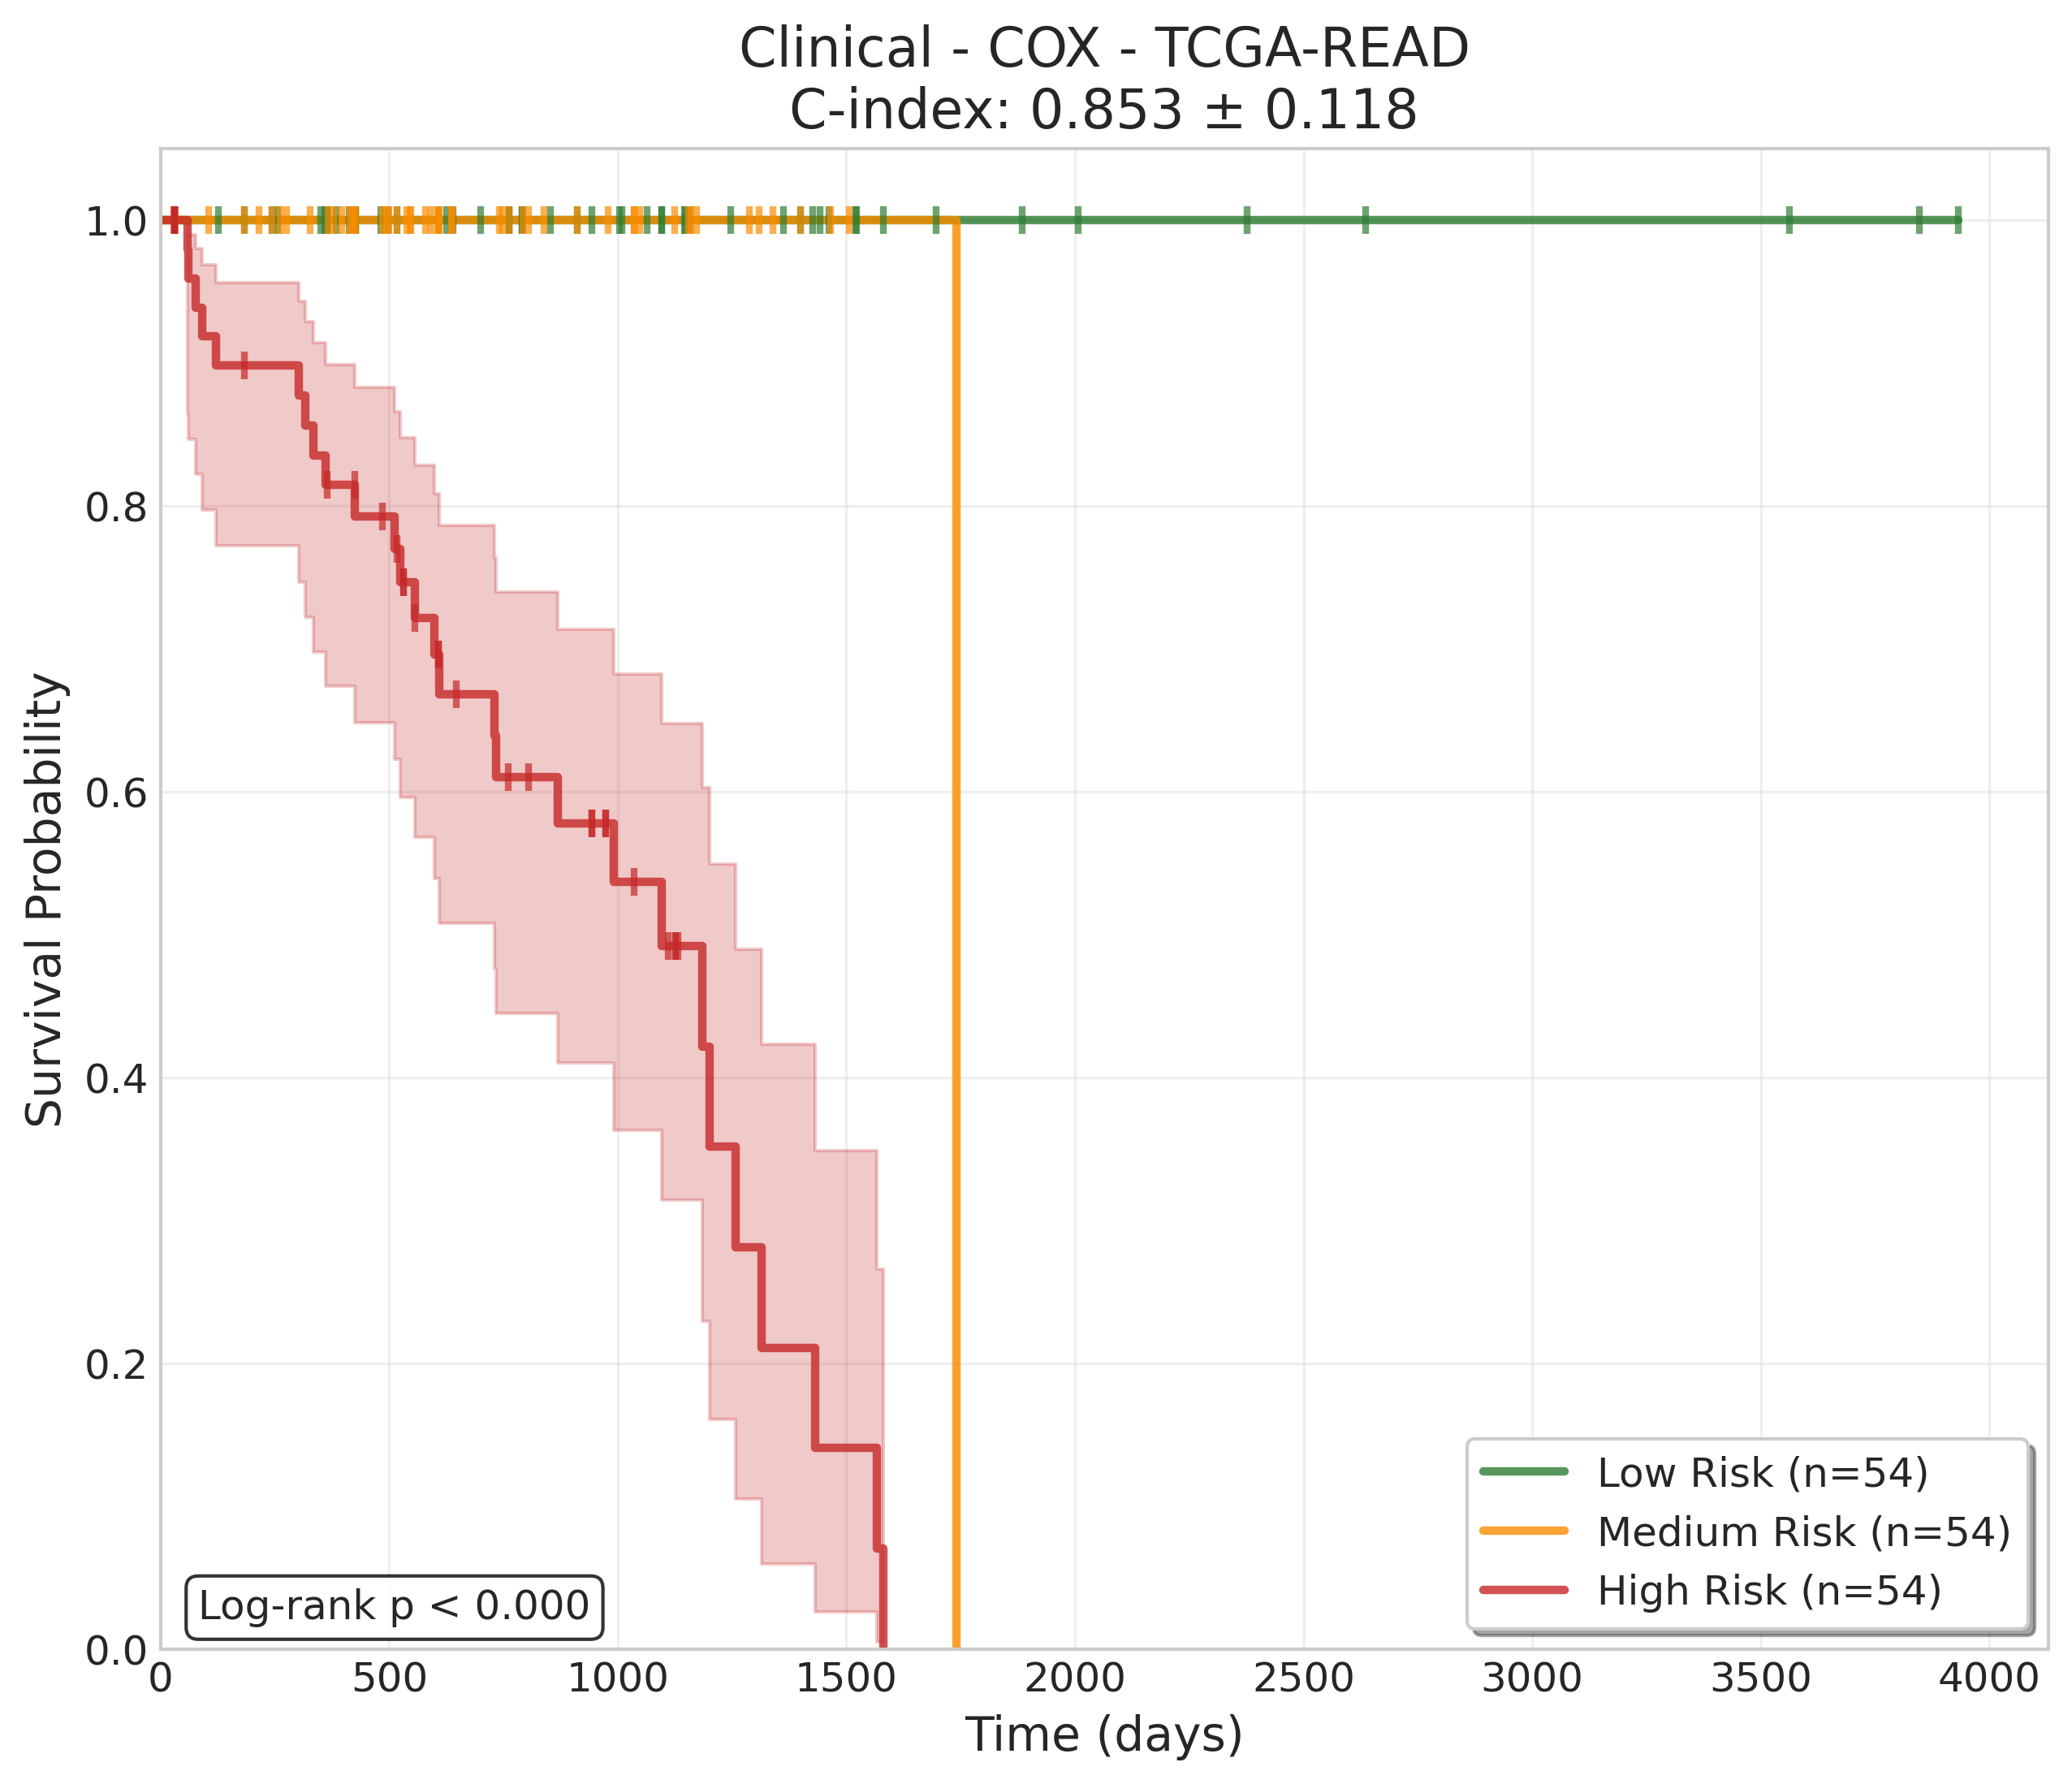 Clinical - COX - TCGA-READ
C-index: 0.853 ± 0.118
Survival Probability
1.0
0.8
0.6
0.4
0.2
0.0
Log-rank p < 0.000
Low Risk (n=54)
Medium Risk (n=54)
High Risk (n=54)
0 500 1000 1500 2000 2500 3000 3500 4000
Time (days)